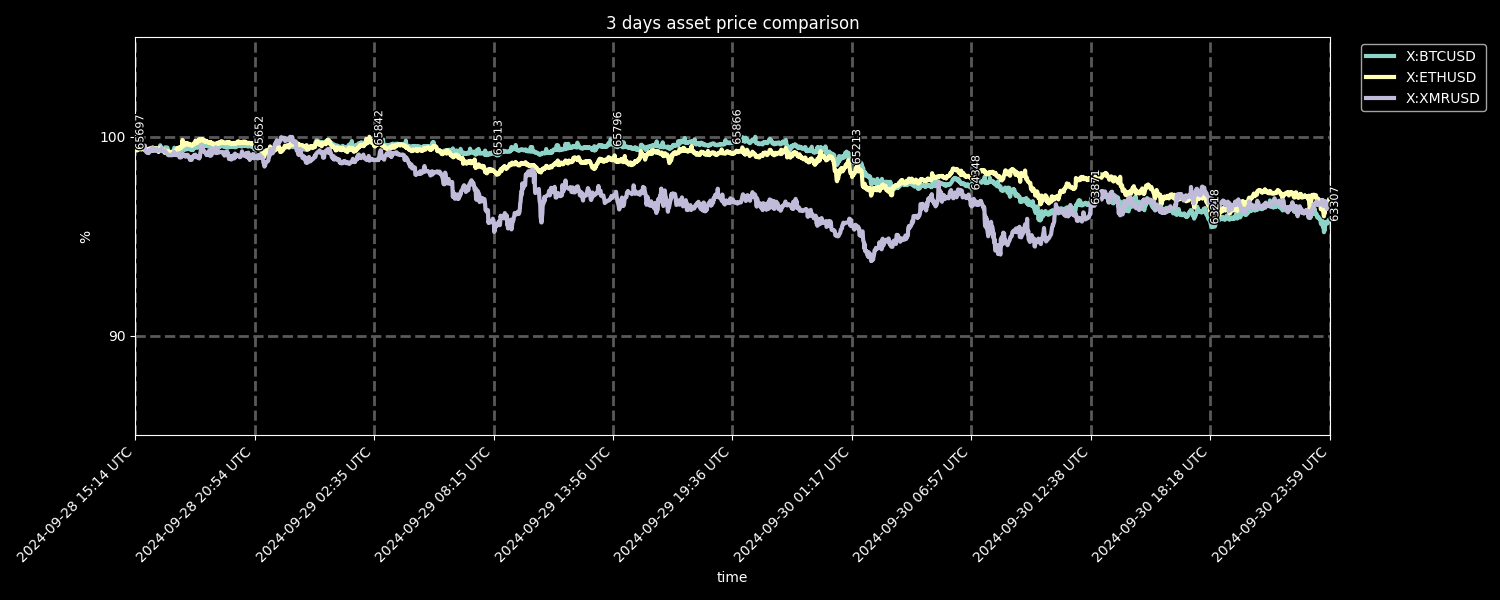 3 days asset price comparison
X:BTCUSD
X:ETHUSD
X:XMRUSD
100
90
%
65697
65652
65842
65513
65796
65866
65213
64348
63871
63218
63307
2024-09-28 15:14 UTC
2024-09-28 20:54 UTC
2024-09-29 02:35 UTC
2024-09-29 08:15 UTC
2024-09-29 13:56 UTC
2024-09-29 19:36 UTC
2024-09-30 01:17 UTC
2024-09-30 06:57 UTC
2024-09-30 12:38 UTC
2024-09-30 18:18 UTC
2024-09-30 23:59 UTC
time